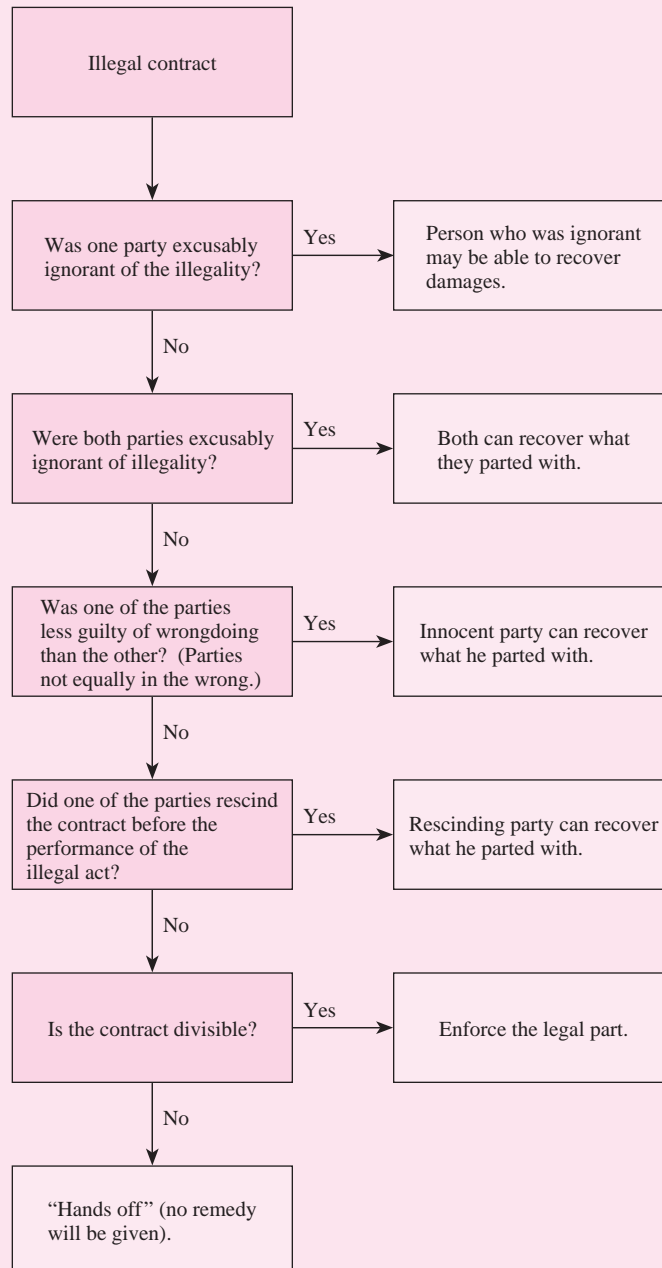 Illegal contract
Was one party excusably
ignorant of the illegality?
Yes
Person who was ignorant
may be able to recover
damages.
No
Were both parties excusably
ignorant of illegality?
Yes
Both can recover what
they parted with.
No
Was one of the parties
less guilty of wrongdoing
than the other? (Parties
not equally in the wrong.)
Yes
Innocent party can recover
what he parted with.
No
Did one of the parties rescind
the contract before the
performance of the
illegal act?
Yes
Rescinding party can recover
what he parted with.
No
Is the contract divisible?
Yes
Enforce the legal part.
No
“Hands off” (no remedy
will be given).